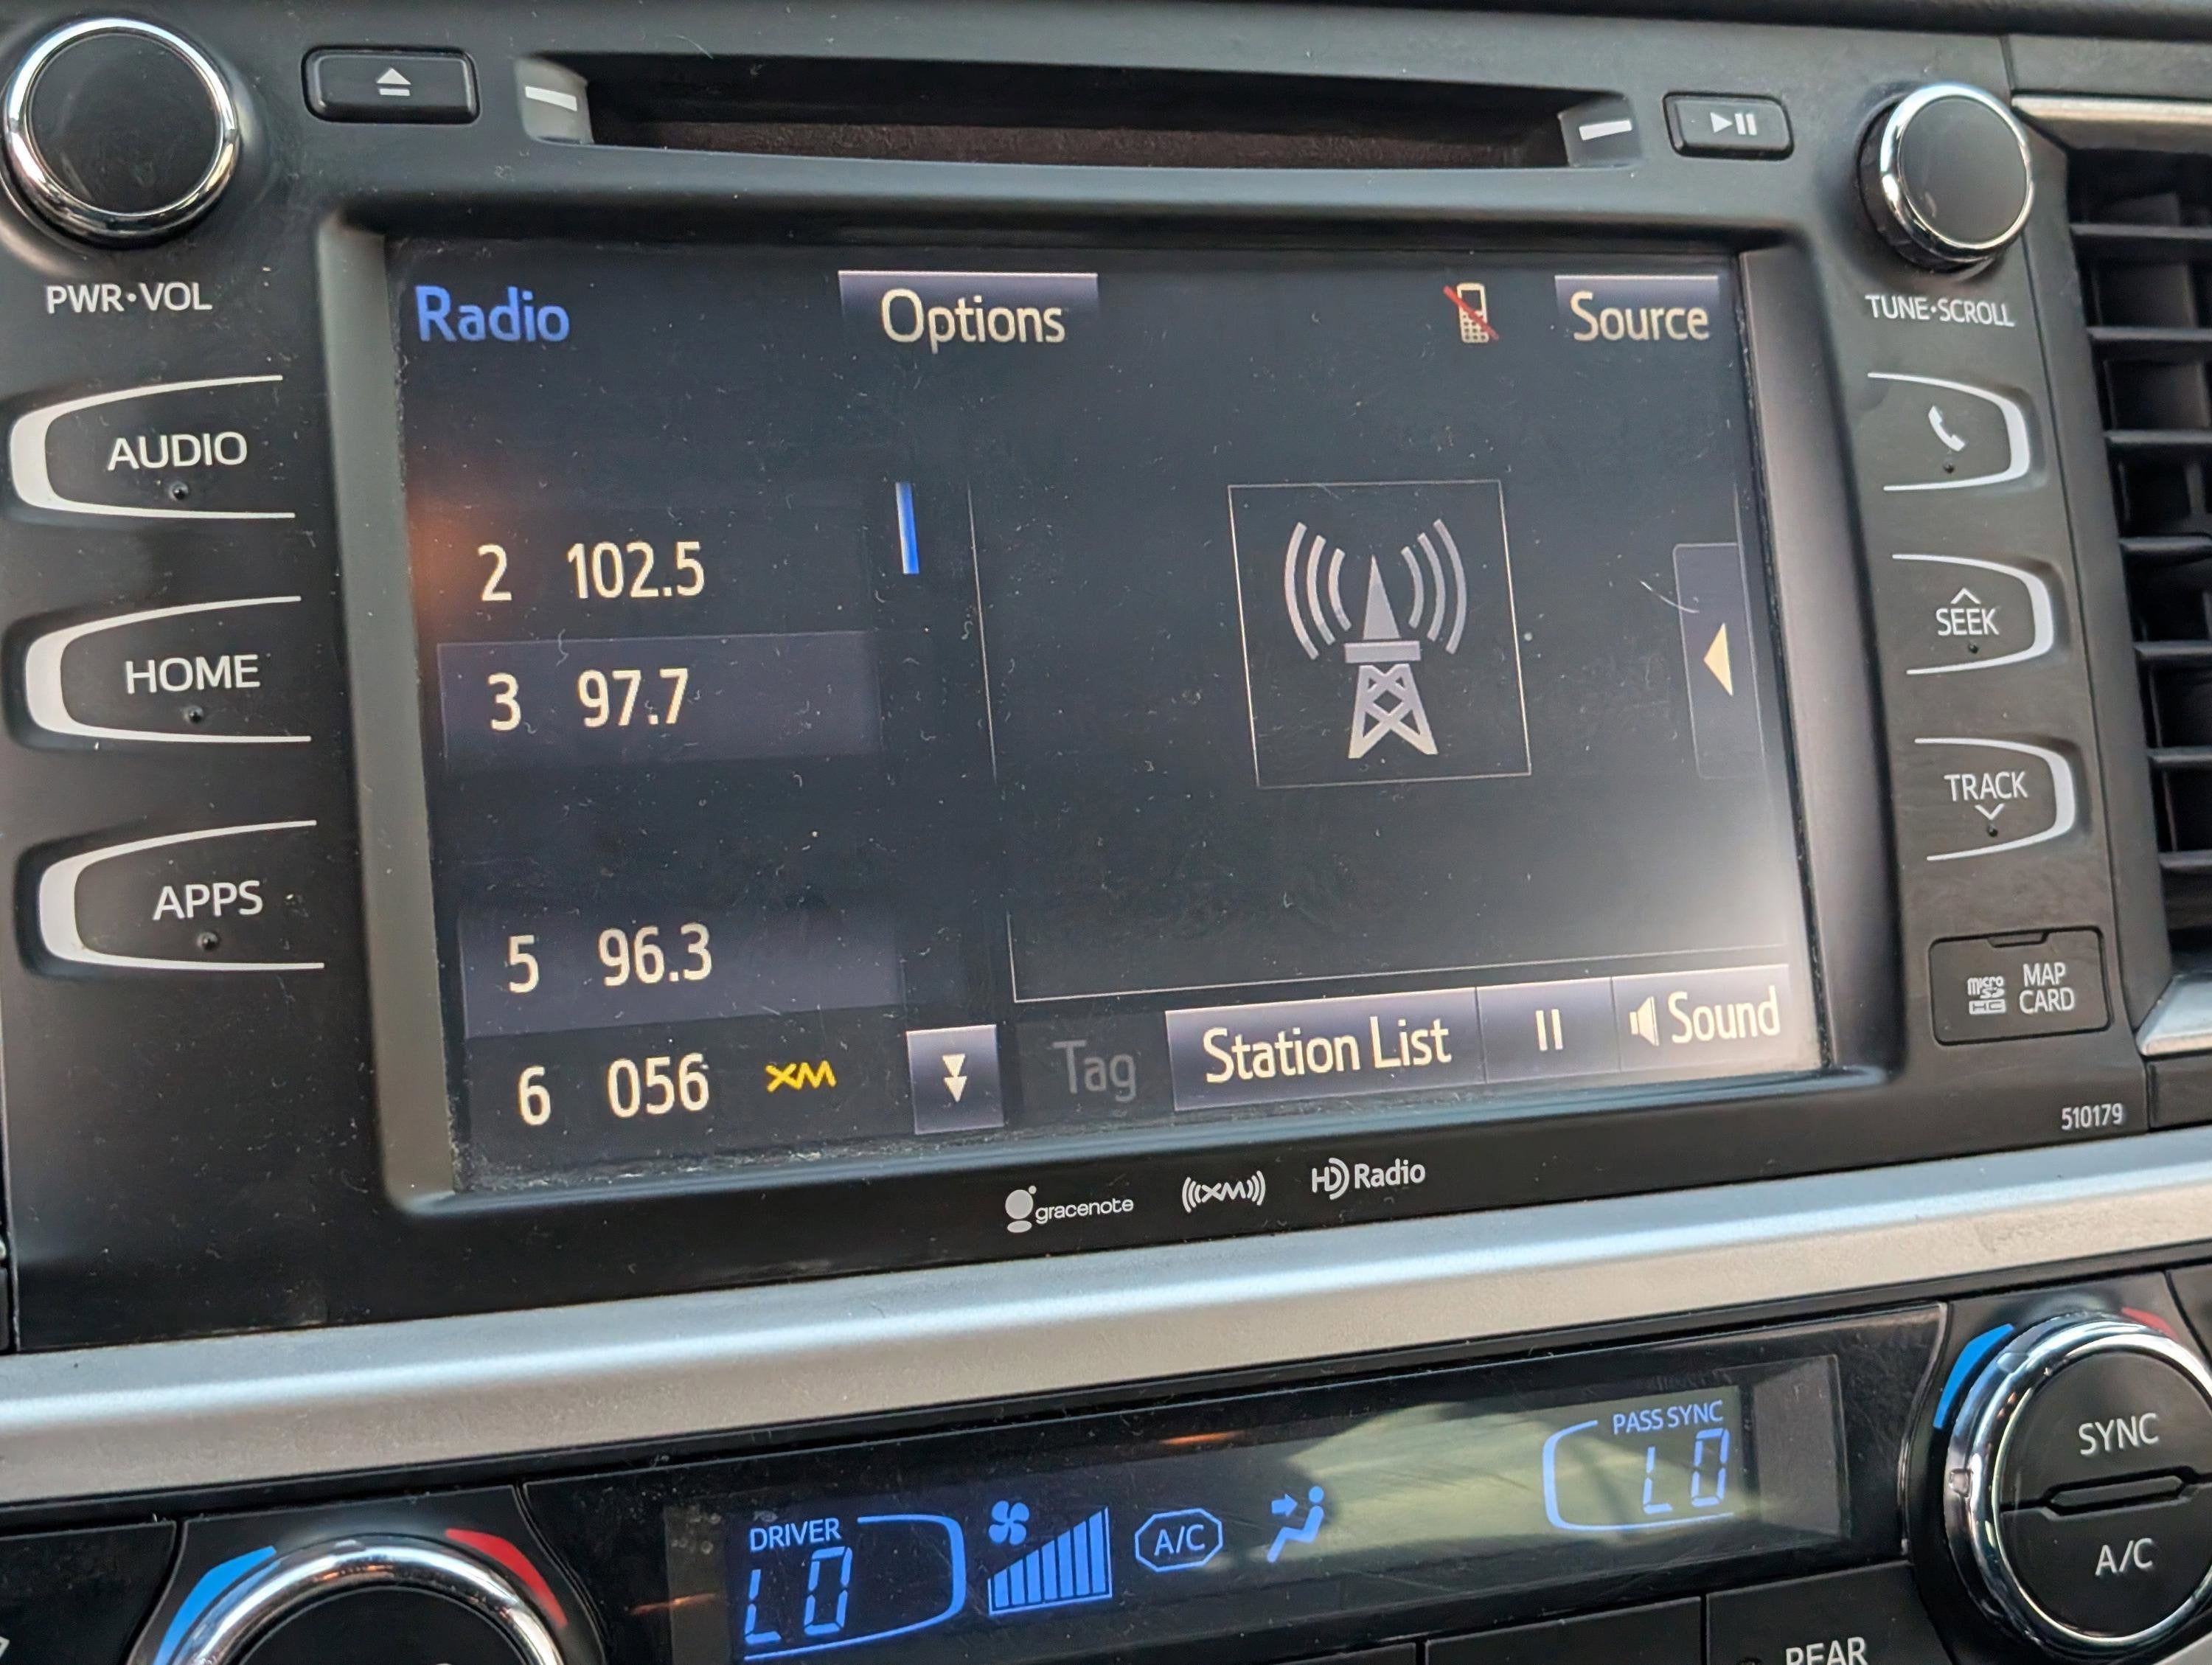 PWR•VOL
TUNE•SCROLL
Radio
Options
Source
AUDIO
HOME
APPS
2 102.5
3 97.7
5 96.3
6 056 XM
Tag
Station List
Sound
SEEK
TRACK
micro SD HC
MAP CARD
510179
gracenote
XM
HD Radio
DRIVER
LO
A/C
PASS SYNC
LO
SYNC
A/C
REAR